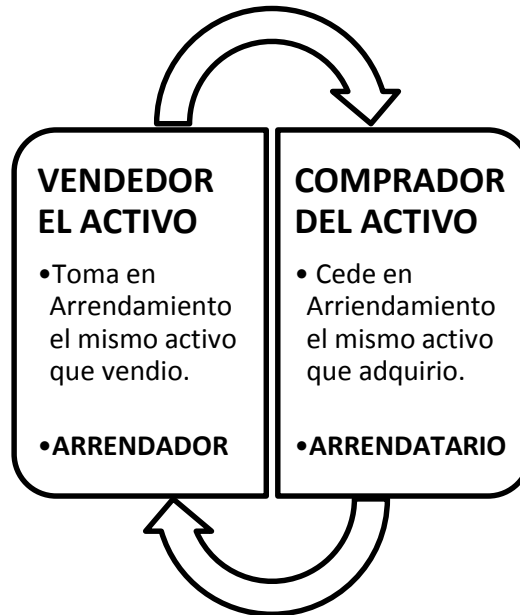 VENDEDOR
EL ACTIVO
•Toma en
Arrendamiento
el mismo activo
que vendio.
•ARRENDADOR
COMPRADOR
DEL ACTIVO
• Cede en
Arriendamiento
el mismo activo
que adquirio.
•ARRENDATARIO